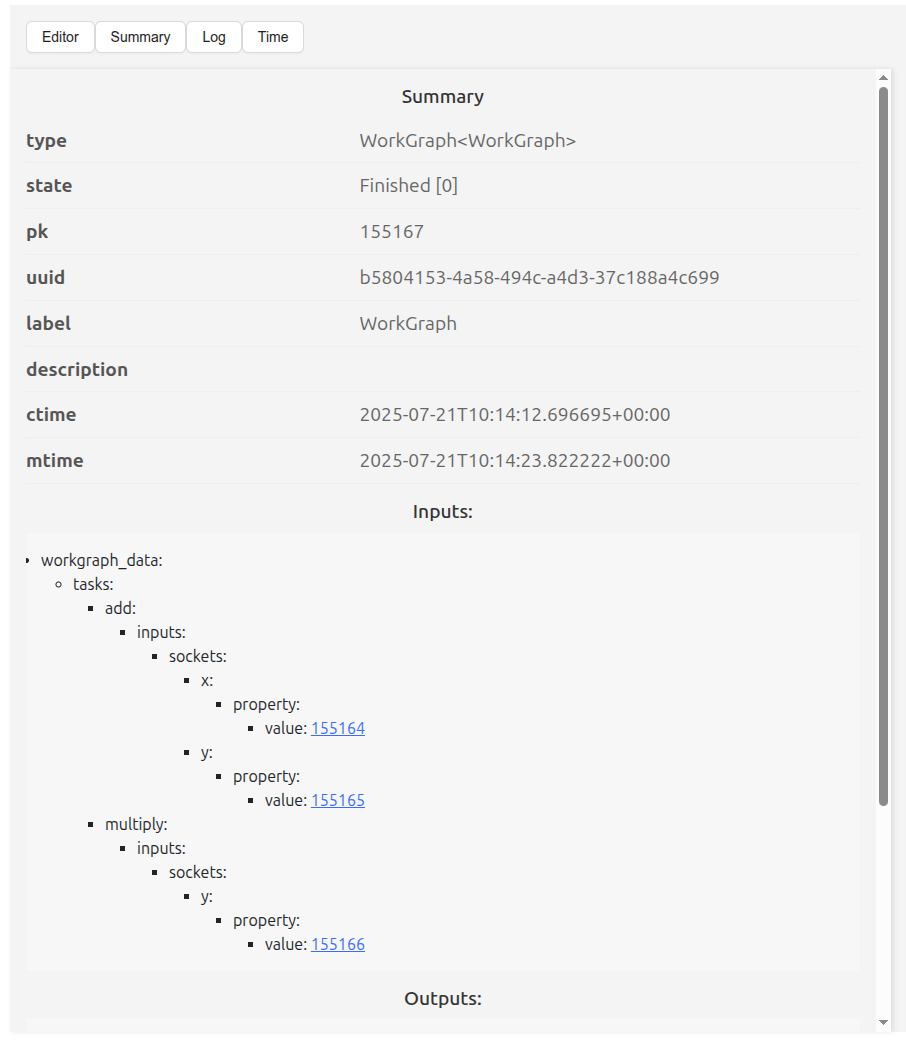 Editor Summary Log Time
Summary
type WorkGraph<WorkGraph>
state Finished [0]
pk 155167
uuid b5804153-4a58-494c-a4d3-37c188a4c699
label WorkGraph
description
ctime 2025-07-21T10:14:12.696695+00:00
mtime 2025-07-21T10:14:23.822222+00:00
Inputs:
workgraph_data:
tasks:
add:
inputs:
sockets:
x:
property:
value: 155164
y:
property:
value: 155165
multiply:
inputs:
sockets:
y:
property:
value: 155166
Outputs: